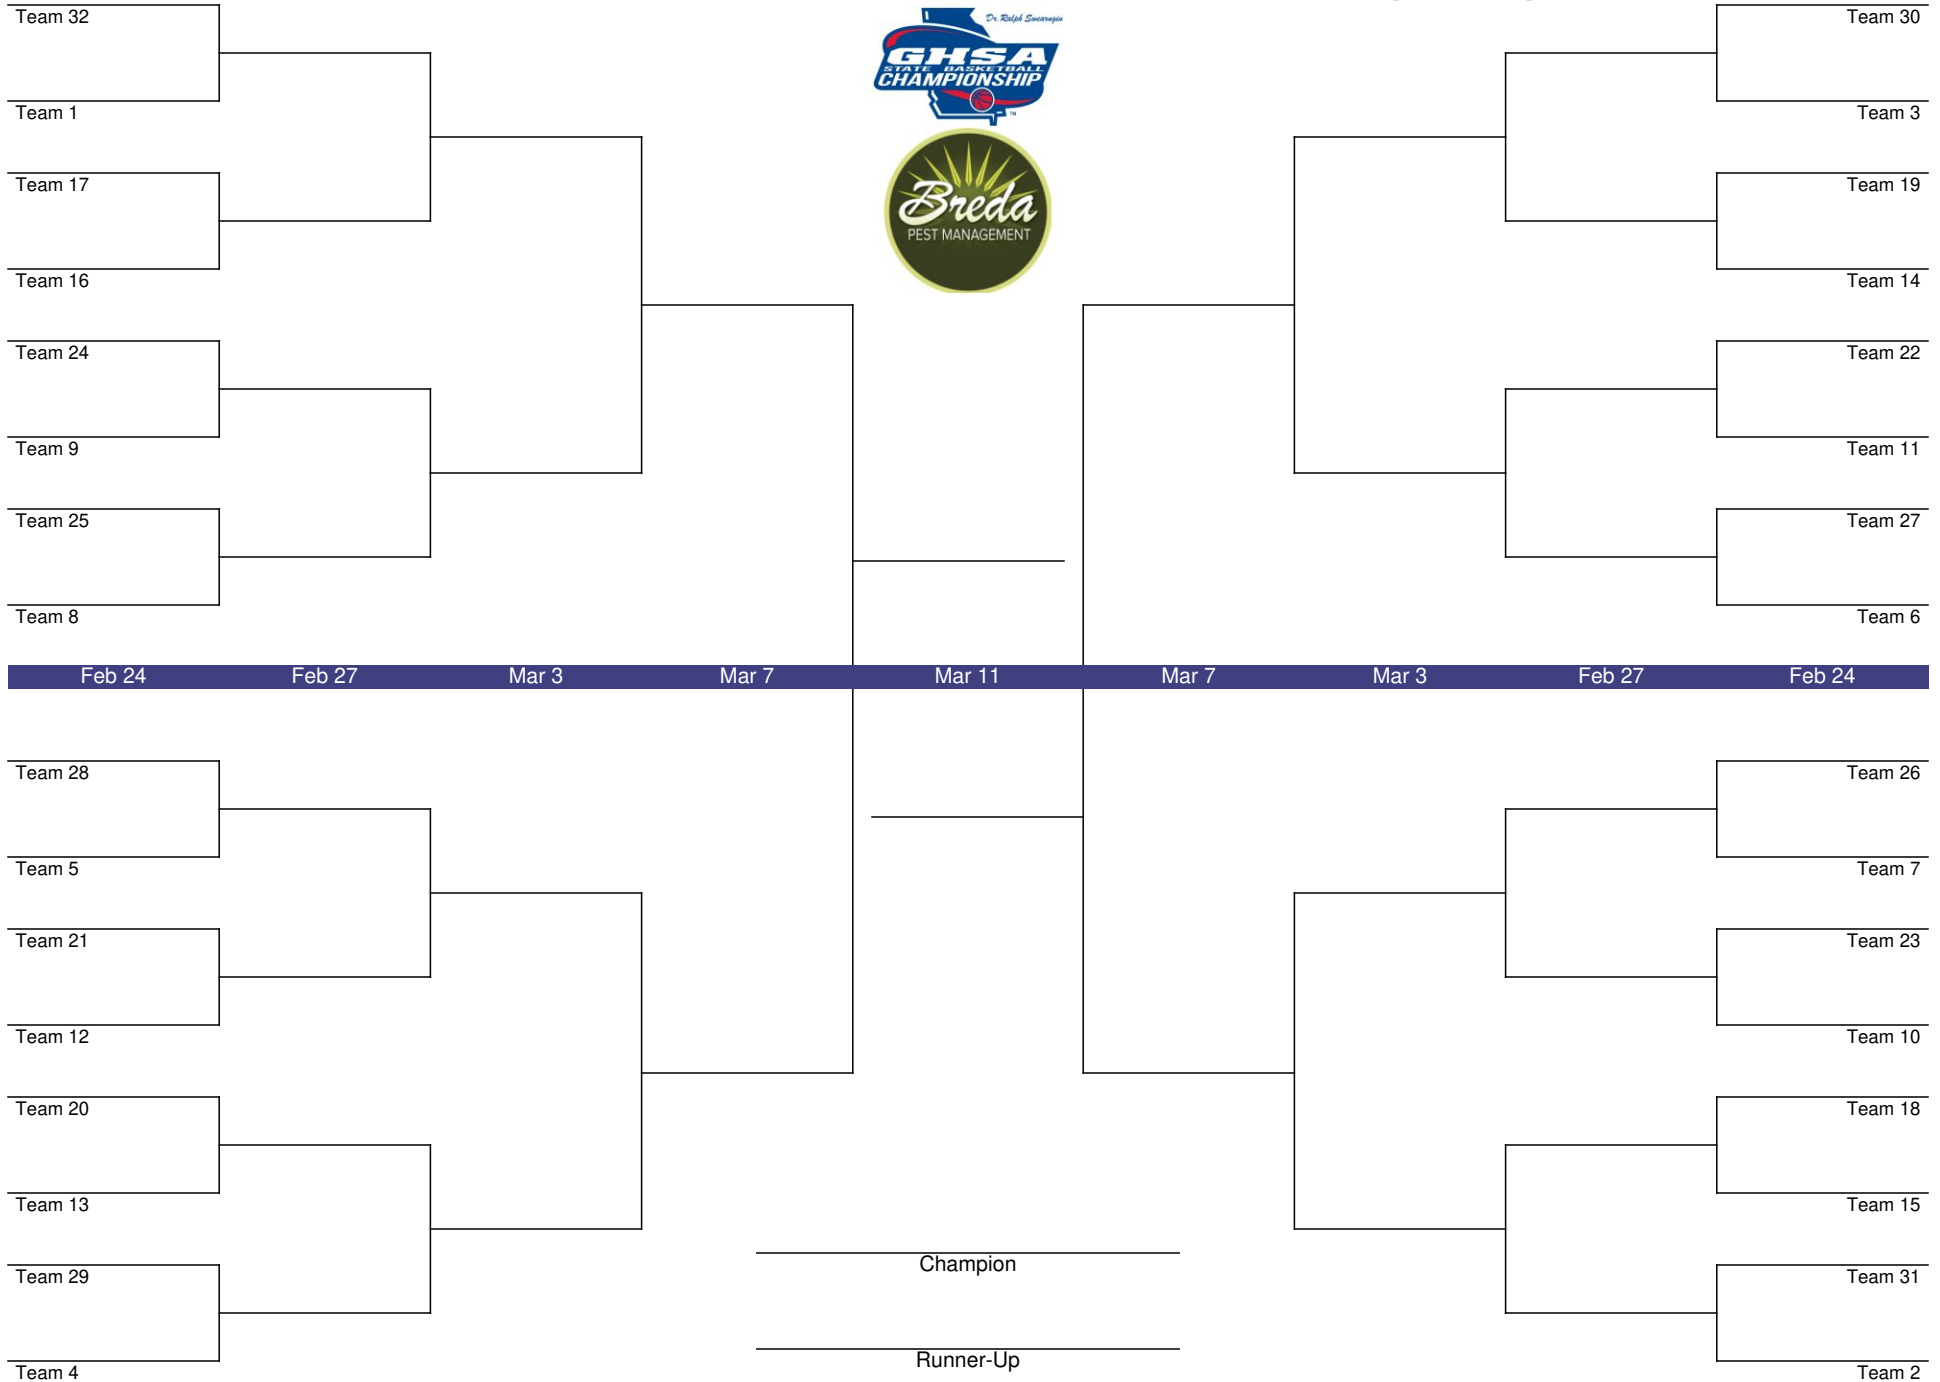 Team 32
Team 1
Team 17
Team 16
Team 24
Team 9
Team 25
Team 8
Dr. Ralph Swearngin
GHSA
STATE BASKETBALL
CHAMPIONSHIP
TM
Breda
PEST MANAGEMENT
Team 30
Team 3
Team 19
Team 14
Team 22
Team 11
Team 27
Team 6
Feb 24 Feb 27 Mar 3 Mar 7 Mar 11 Mar 7 Mar 3 Feb 27 Feb 24
Team 28
Team 5
Team 21
Team 12
Team 20
Team 13
Team 29
Team 4
Champion
Runner-Up
Team 26
Team 7
Team 23
Team 10
Team 18
Team 15
Team 31
Team 2